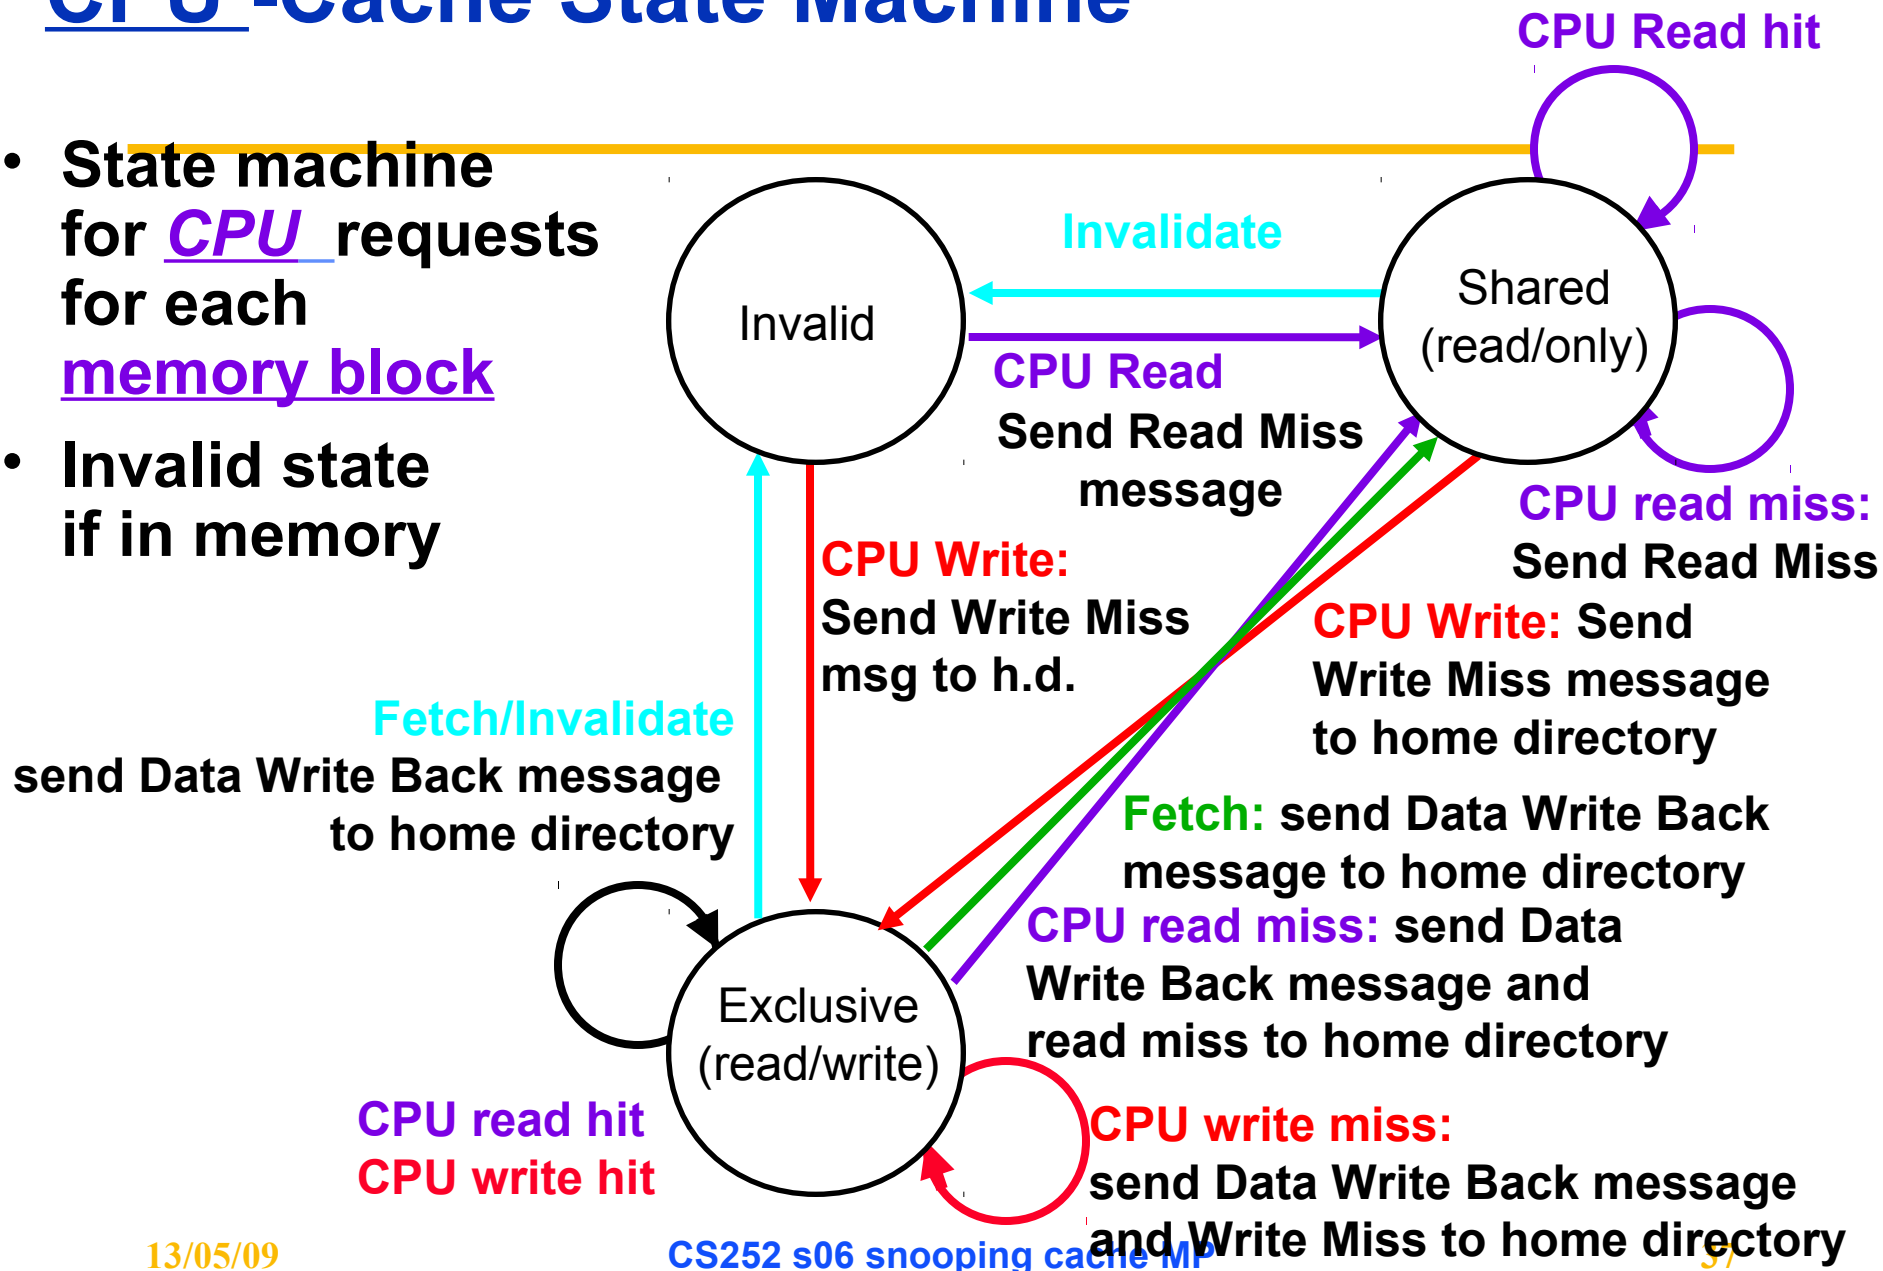 CPU -Cache State Machine
• State machine
for CPU requests
for each
memory block
• Invalid state
if in memory
CPU Read hit
Invalidate
Invalid
Shared
(read/only)
CPU Read
Send Read Miss
message
CPU read miss:
Send Read Miss
CPU Write:
Send Write Miss
msg to h.d.
CPU Write: Send
Write Miss message
to home directory
Fetch/Invalidate
send Data Write Back message
to home directory
Fetch: send Data Write Back
message to home directory
CPU read miss: send Data
Write Back message and
read miss to home directory
Exclusive
(read/write)
CPU read hit
CPU write hit
CPU write miss:
send Data Write Back message
and Write Miss to home directory
13/05/09
CS252 s06 snooping cache MP
37